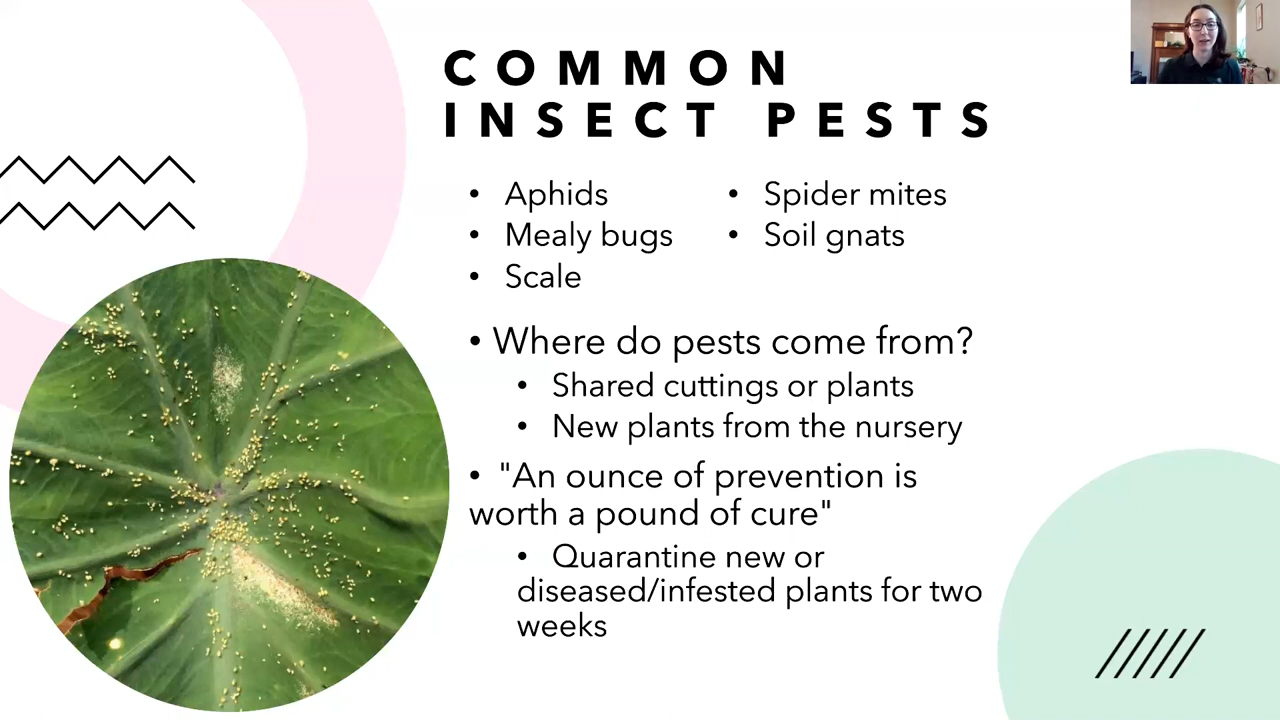 COMMON
INSECT PESTS
• Aphids
• Mealy bugs
• Scale
• Spider mites
• Soil gnats
• Where do pests come from?
• Shared cuttings or plants
• New plants from the nursery
• "An ounce of prevention is
worth a pound of cure"
• Quarantine new or
diseased/infested plants for two
weeks